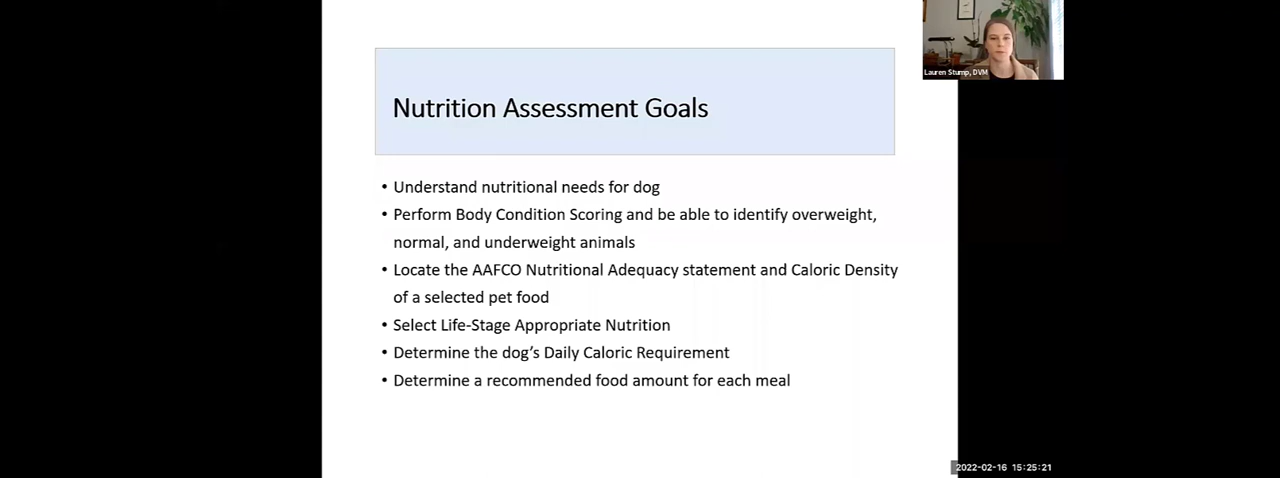 Lauren Stump, DVM
Nutrition Assessment Goals
• Understand nutritional needs for dog
• Perform Body Condition Scoring and be able to identify overweight,
normal, and underweight animals
• Locate the AAFCO Nutritional Adequacy statement and Caloric Density
of a selected pet food
• Select Life-Stage Appropriate Nutrition
• Determine the dog’s Daily Caloric Requirement
• Determine a recommended food amount for each meal
2022-02-16 15:25:21